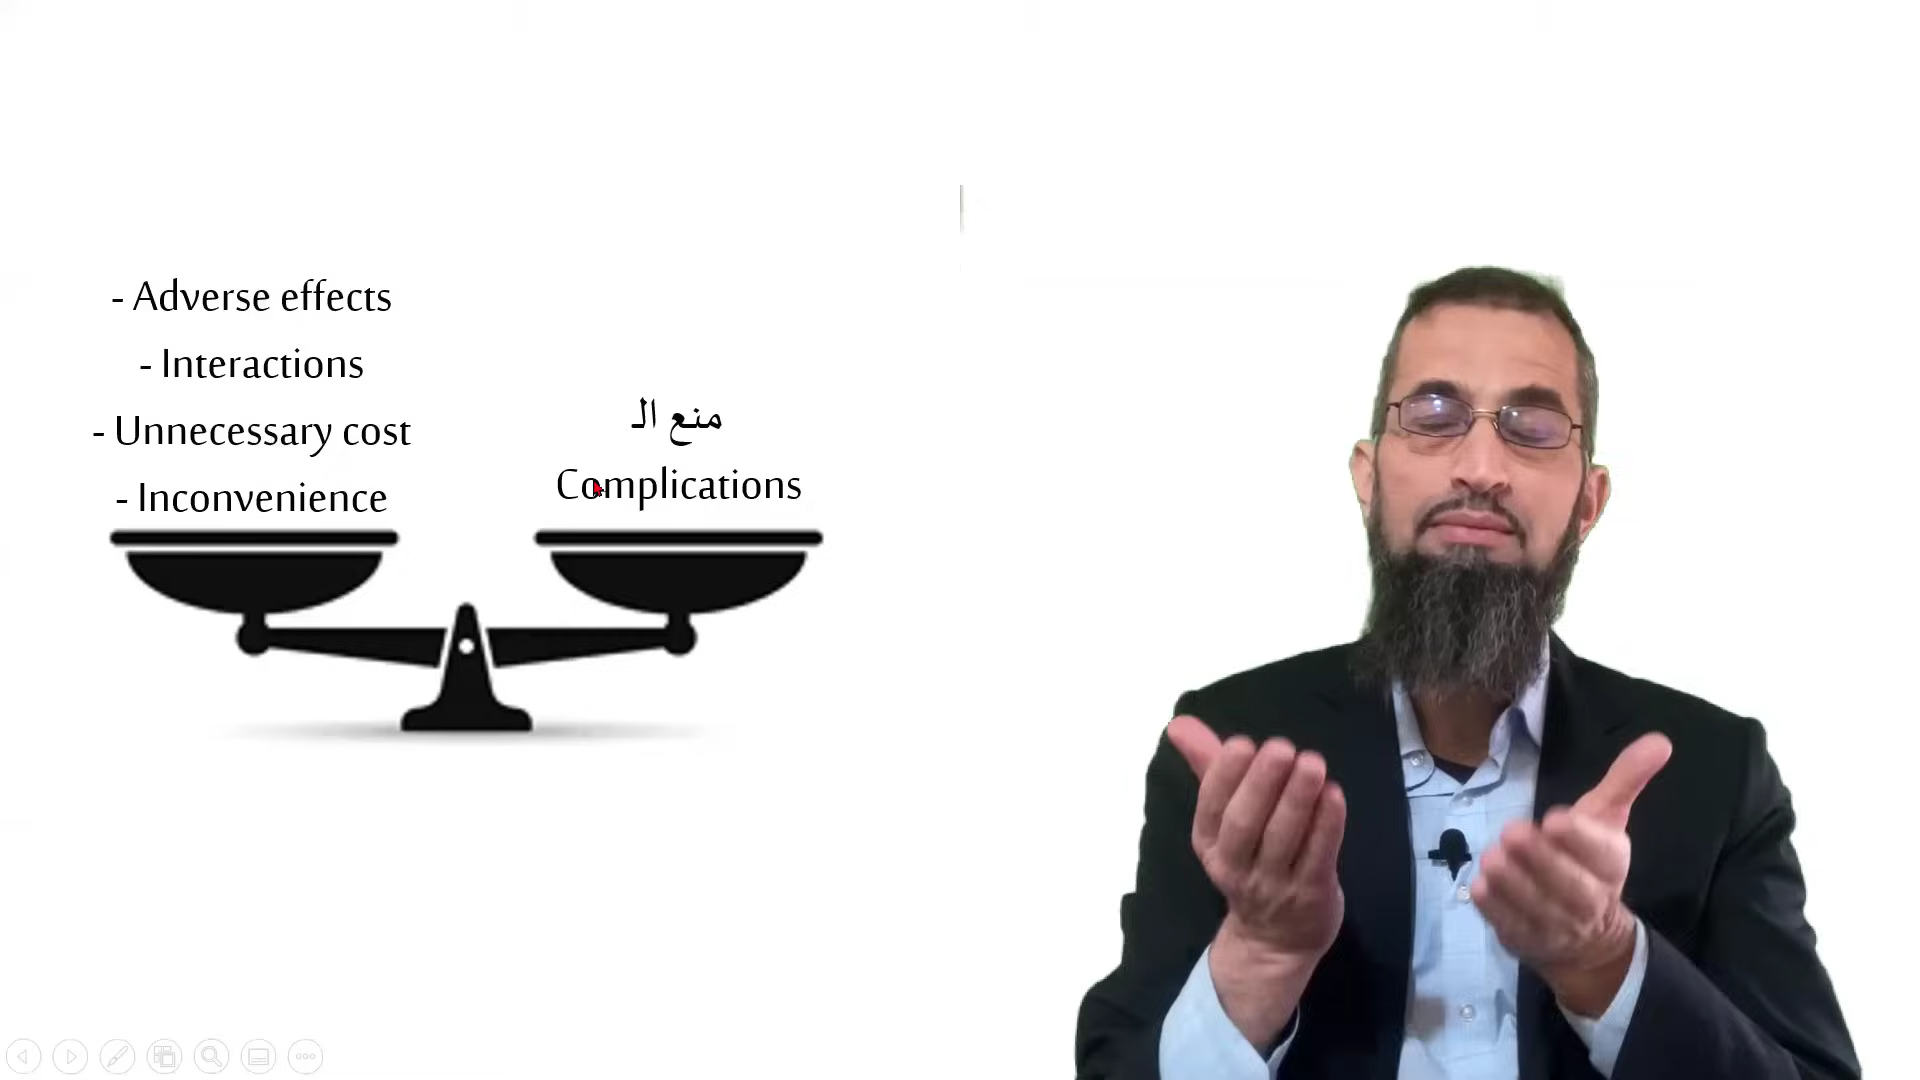 - Adverse effects
- Interactions
- Unnecessary cost
- Inconvenience
منع الـ
Complications